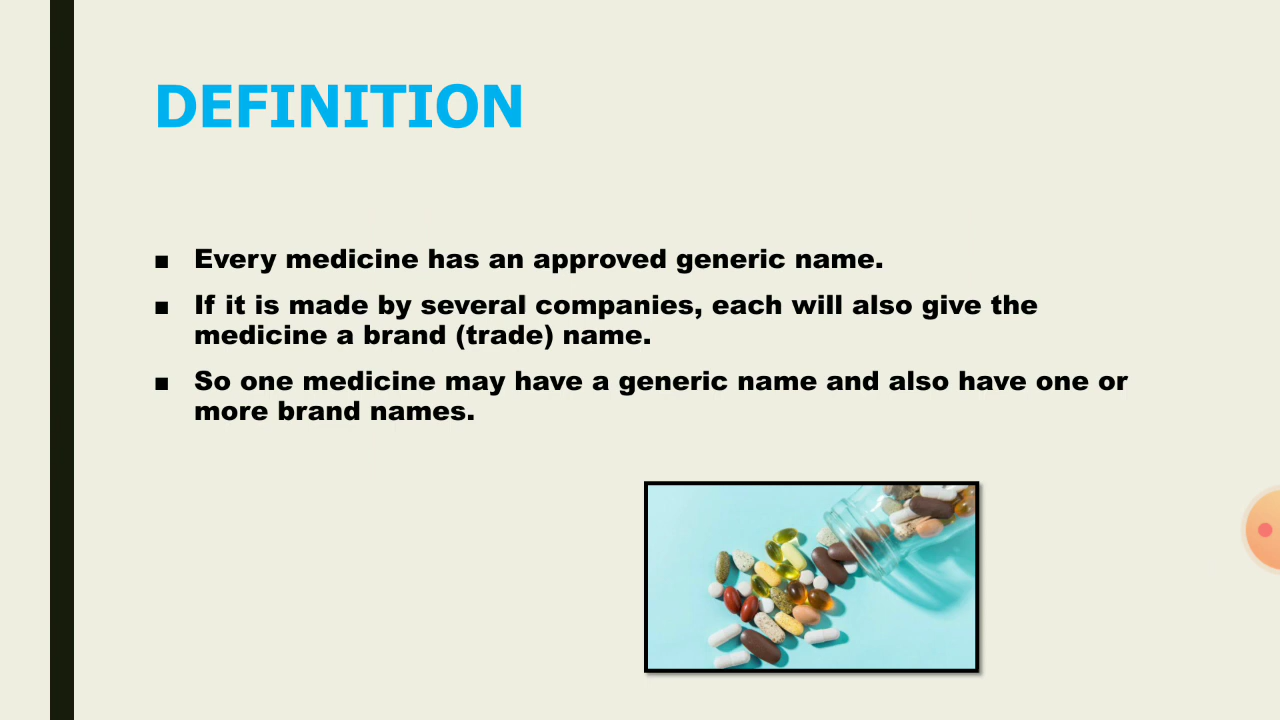 DEFINITION
■ Every medicine has an approved generic name.
■ If it is made by several companies, each will also give the
medicine a brand (trade) name.
■ So one medicine may have a generic name and also have one or
more brand names.